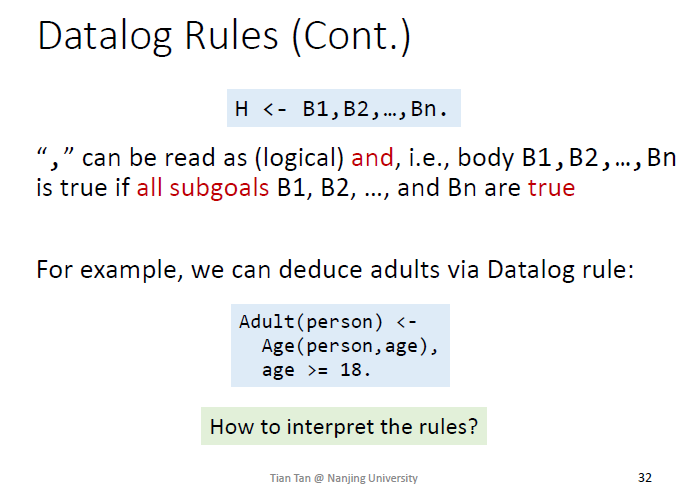 Datalog Rules (Cont.)
H <- B1,B2,…,Bn.
“,” can be read as (logical) and, i.e., body B1,B2,…,Bn
is true if all subgoals B1, B2, …, and Bn are true
For example, we can deduce adults via Datalog rule:
Adult(person) <-
Age(person,age),
age >= 18.
How to interpret the rules?
Tian Tan @ Nanjing University
32